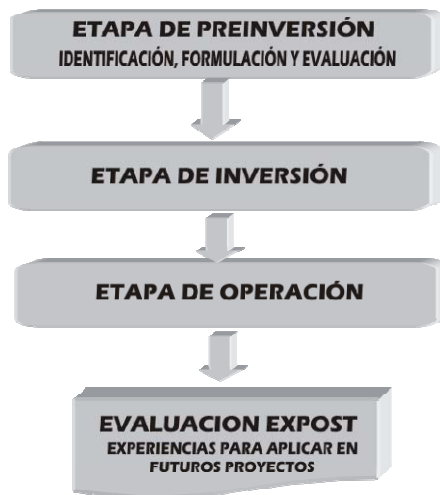 ETAPA DE PREINVERSIÓN
IDENTIFICACIÓN, FORMULACIÓN Y EVALUACIÓN
ETAPA DE INVERSIÓN
ETAPA DE OPERACIÓN
EVALUACION EXPOST
EXPERIENCIAS PARA APLICAR EN
FUTUROS PROYECTOS